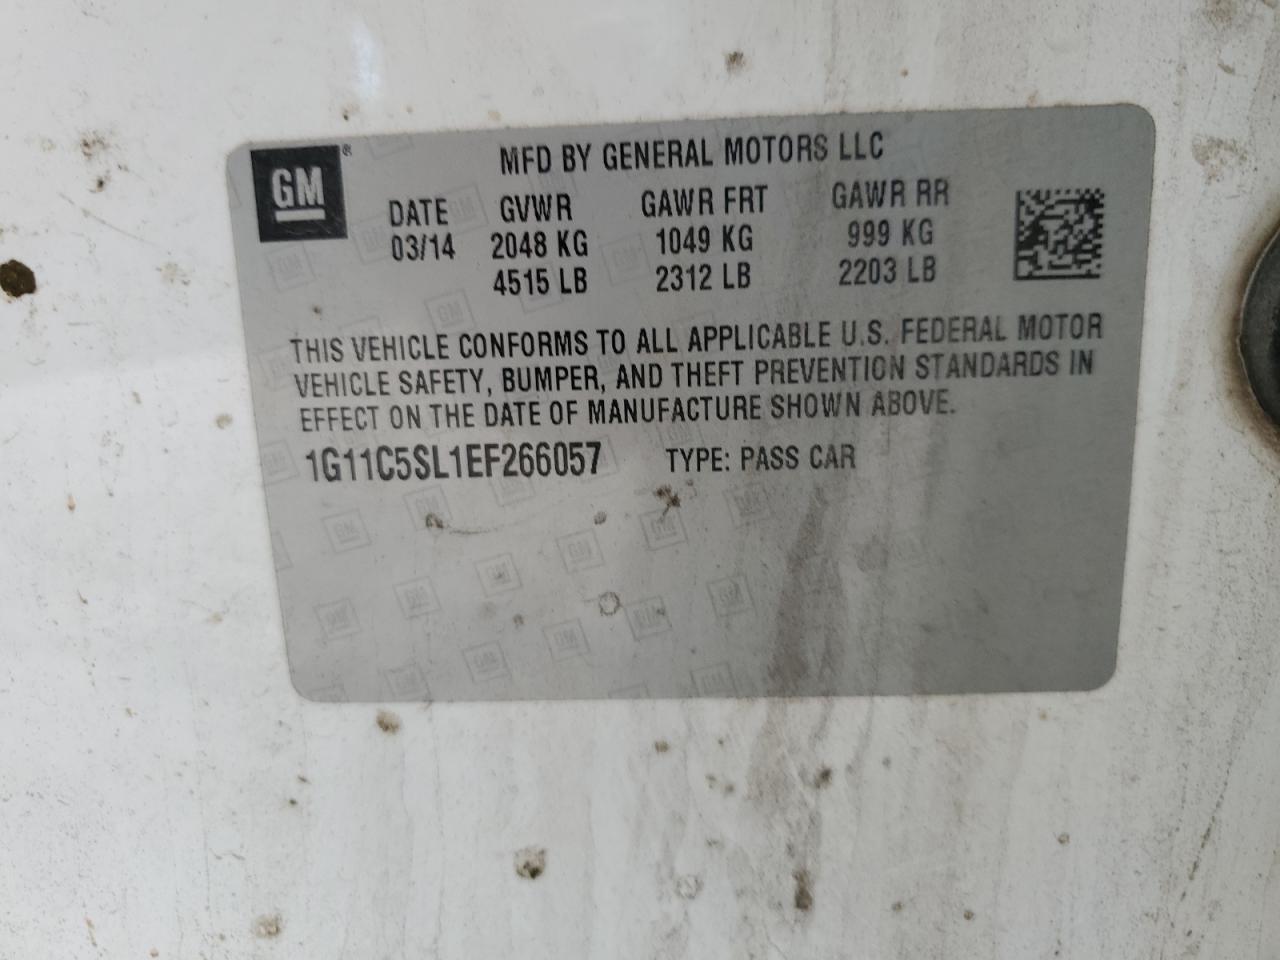 GM®
MFD BY GENERAL MOTORS LLC
DATE GVWR GAWR FRT GAWR RR
03/14 2048 KG 1049 KG 999 KG
4515 LB 2312 LB 2203 LB
THIS VEHICLE CONFORMS TO ALL APPLICABLE U.S. FEDERAL MOTOR
VEHICLE SAFETY, BUMPER, AND THEFT PREVENTION STANDARDS IN
EFFECT ON THE DATE OF MANUFACTURE SHOWN ABOVE.
1G11C5SL1EF266057 TYPE: PASS CAR